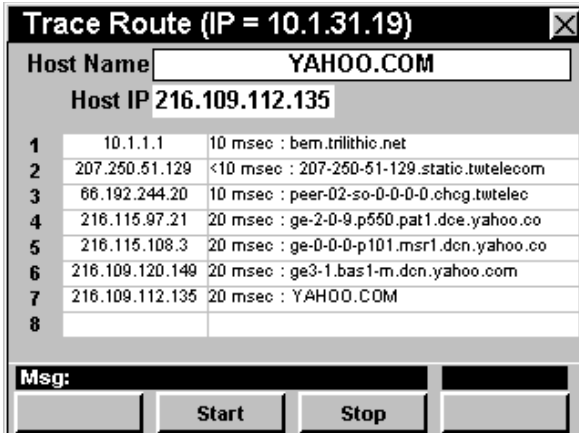 Trace Route (IP = 10.1.31.19)
Host Name YAHOO.COM
Host IP 216.109.112.135
1 10.1.1.1 10 msec : bem.trilithic.net
2 207.250.51.129 <10 msec : 207-250-51-129.static.twtelecom
3 66.192.244.20 10 msec : peer-02-so-0-0-0-0.chcg.twtelec
4 216.115.97.21 20 msec : ge-2-0-9.p550.pat1.dce.yahoo.co
5 216.115.108.3 20 msec : ge-0-0-0-p101.msr1.dcn.yahoo.co
6 216.109.120.149 20 msec : ge3-1.bas1-m.dcn.yahoo.com
7 216.109.112.135 20 msec : YAHOO.COM
8
Msg:
Start Stop